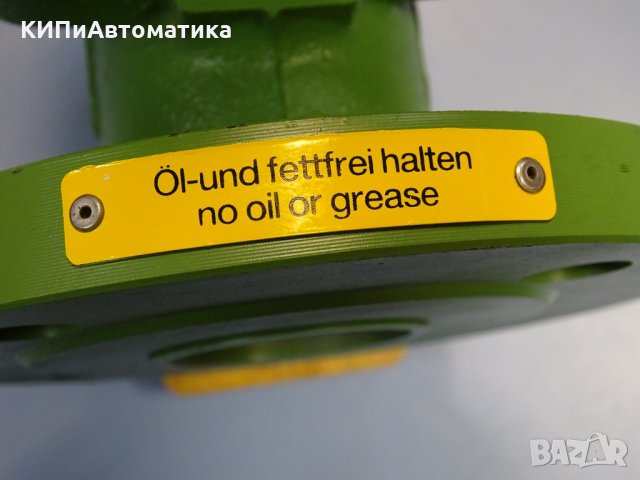 КИПиАвтоматика
Öl-und fettfrei halten
no oil or grease
BAZAR